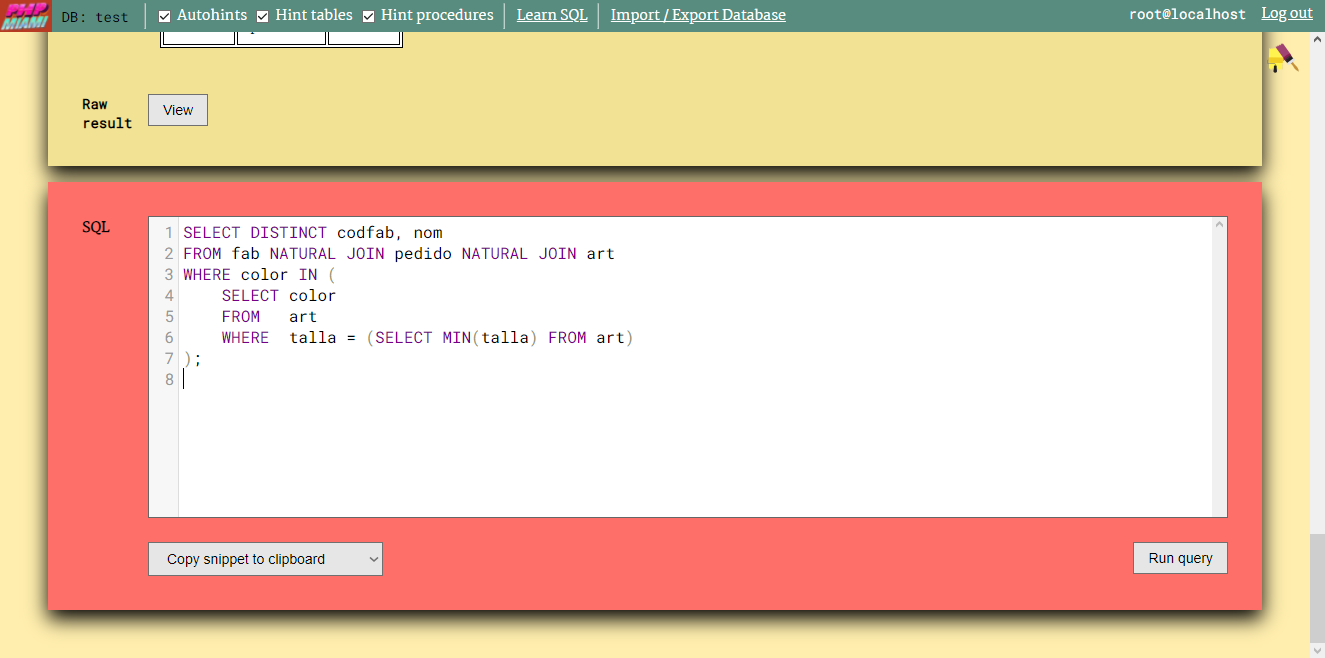 PHP MIAMI DB: test Autohints Hint tables Hint procedures Learn SQL Import / Export Database root@localhost Log out
Raw result View
SQL
1 SELECT DISTINCT codfab, nom
2 FROM fab NATURAL JOIN pedido NATURAL JOIN art
3 WHERE color IN (
4     SELECT color
5     FROM   art
6     WHERE  talla = (SELECT MIN(talla) FROM art)
7 );
8
Copy snippet to clipboard Run query